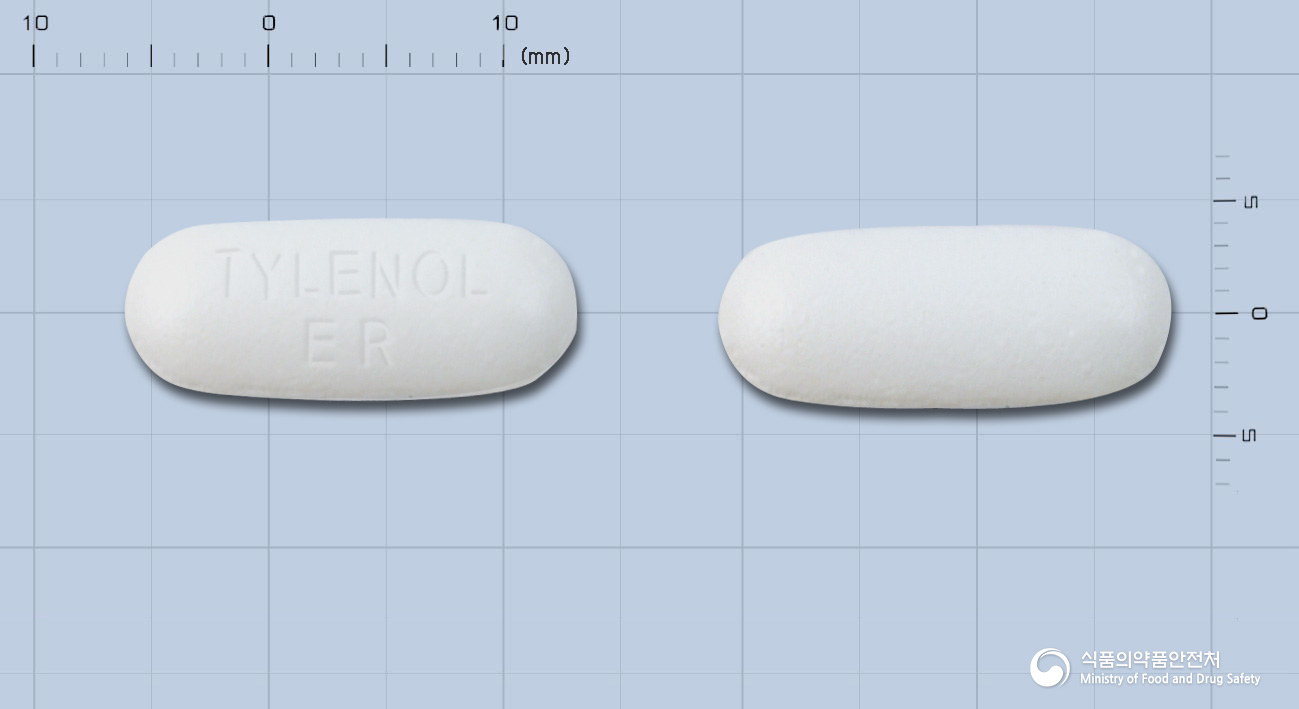 10 0 10
(mm)
TYLENOL
ER
5
0
5
식품의약품안전처
Ministry of Food and Drug Safety